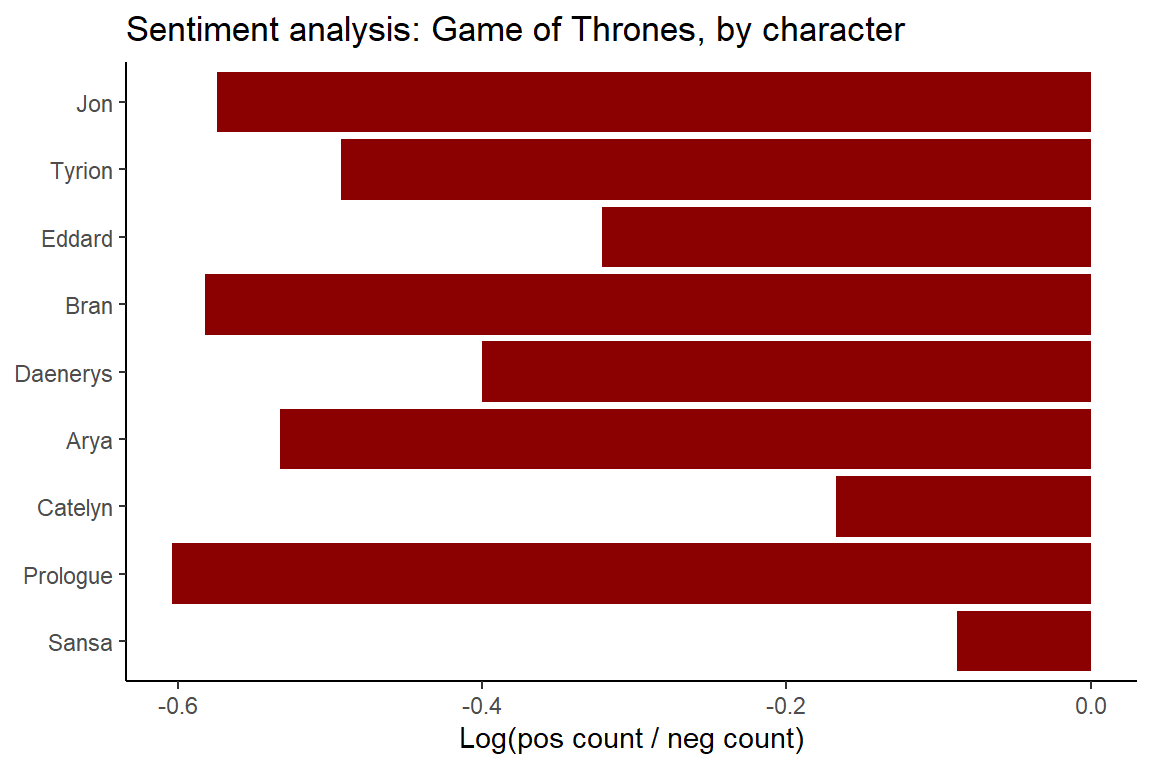 Sentiment analysis: Game of Thrones, by character
Jon
Tyrion
Eddard
Bran
Daenerys
Arya
Catelyn
Prologue
Sansa
-0.6 -0.4 -0.2 0.0
Log(pos count / neg count)